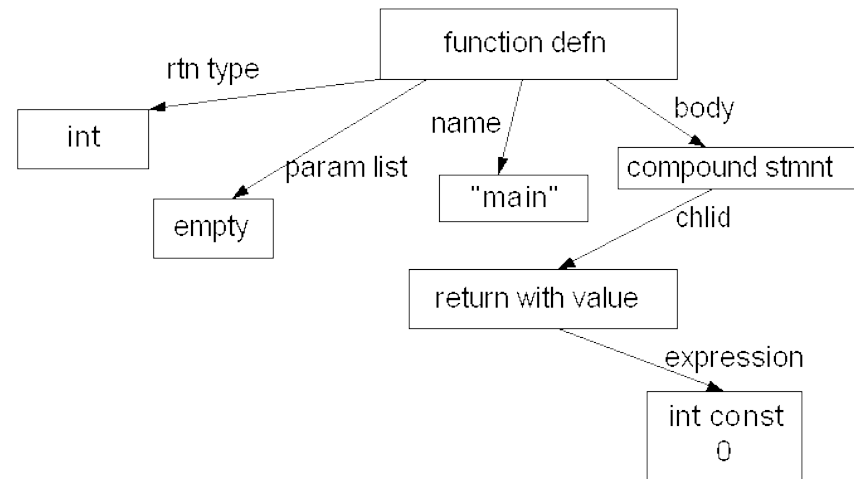 function defn
rtn type
body
name
int
param list
compound stmnt
"main"
empty
chlid
return with value
expression
int const
0